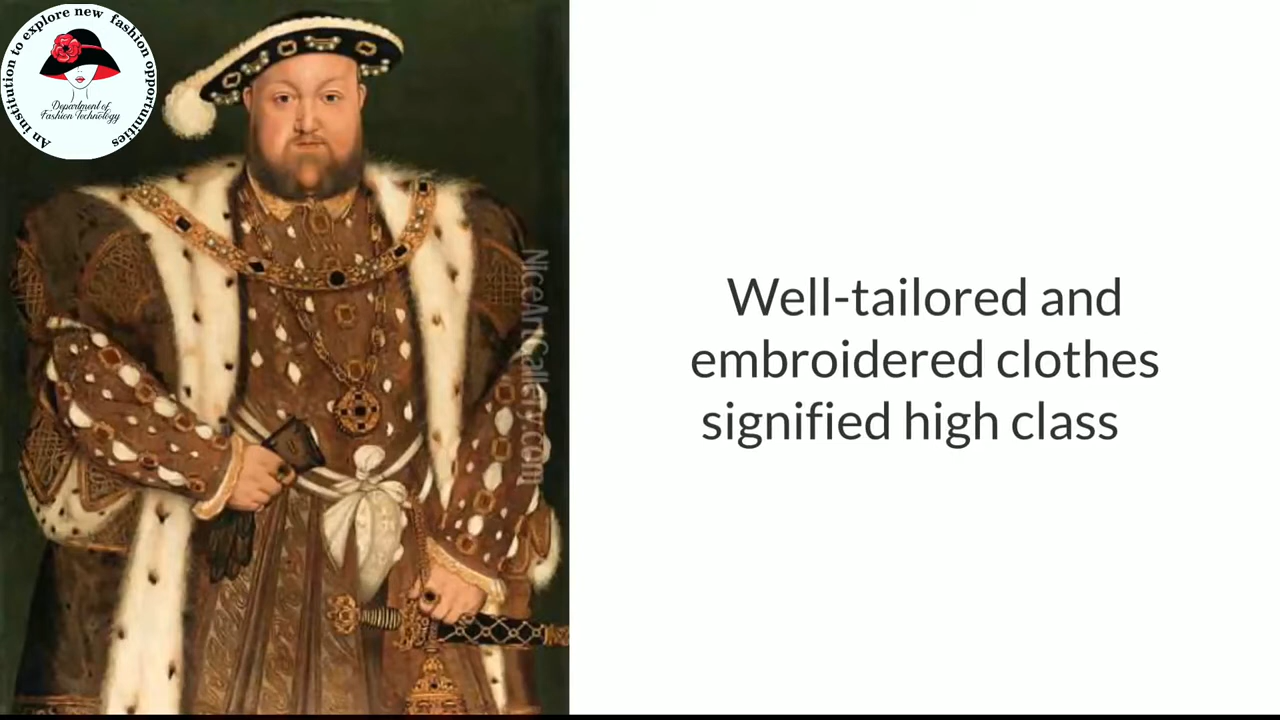 An institution to explore new fashion opportunities
Department of
Fashion Technology
NiceArtGallery.com
Well-tailored and
embroidered clothes
signified high class